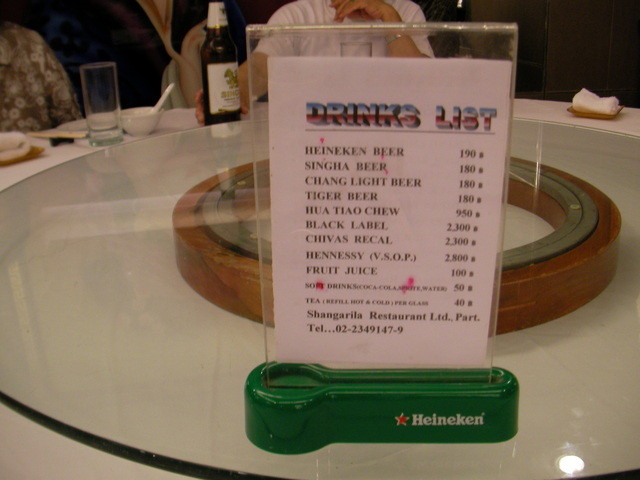 DRINKS LIST
HEINEKEN BEER 190 B
SINGHA BEER 180 B
CHANG LIGHT BEER 180 B
TIGER BEER 180 B
HUA TIAO CHEW 950 B
BLACK LABEL 2,300 B
CHIVAS RECAL 2,300 B
HENNESSY (V.S.O.P.) 2,800 B
FRUIT JUICE 100 B
SOFT DRINKS(COCA-COLA,SPRITE,WATER) 50 B
TEA ( REFILL HOT & COLD ) PER GLASS 40 B
Shangarila Restaurant Ltd., Part.
Tel...02-2349147-9
Heineken